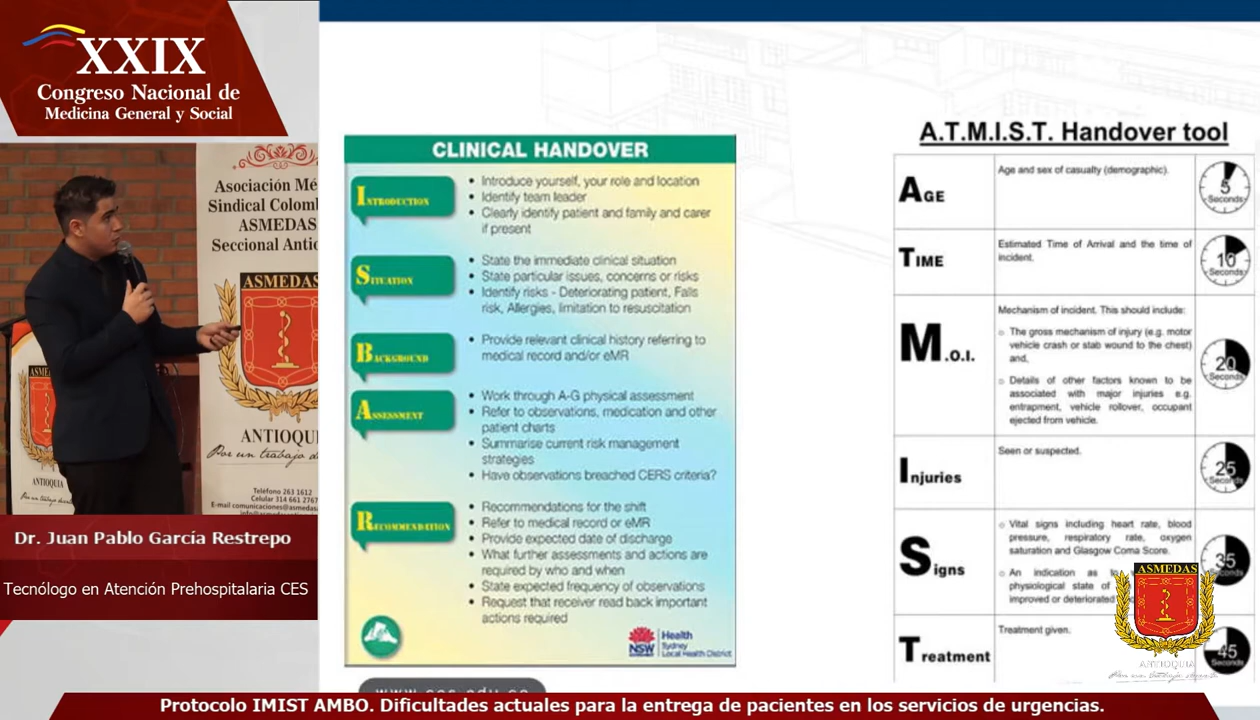 XXIX
Congreso Nacional de
Medicina General y Social
Asociación Mé
Sindical Colom
ASMEDAS
Seccional Antio
ASMEDAS
ANTIOQU
Por un trabajo d
Teléfono 263 1612
Celular 314 661 2767
E-mail comunicaciones@asmedas
ASME
ANTIOQUIA
Dr. Juan Pablo García Restrepo
Tecnólogo en Atención Prehospitalaria CES
CLINICAL HANDOVER
INTRODUCTION
• Introduce yourself, your role and location
• Identify team leader
• Clearly identify patient and family and carer
if present
SITUATION
• State the immediate clinical situation
• State particular issues, concerns or risks
• Identify risks - Deteriorating patient, Falls
risk, Allergies, limitation to resuscitation
BACKGROUND
• Provide relevant clinical history referring to
medical record and/or eMR
ASSESSMENT
• Work through A-G physical assessment
• Refer to observations, medication and other
patient charts
• Summarise current risk management
strategies
• Have observations breached CERS criteria?
RECOMMENDATION
• Recommendations for the shift
• Refer to medical record or eMR
• Provide expected date of discharge
• What further assessments and actions are
required by who and when
• State expected frequency of observations
• Request that receiver read back important
actions required
NSW
Health
Sydney
Local Health District
www.ces.edu.co
A.T.M.I.S.T. Handover tool
AGE
Age and sex of casualty (demographic).
5
Seconds
TIME
Estimated Time of Arrival and the time of
incident.
10
Seconds
M.O.I.
Mechanism of incident. This should include:
o The gross mechanism of injury (e.g. motor
vehicle crash or stab wound to the chest)
and,
o Details of other factors known to be
associated with major injuries e.g.
entrapment, vehicle rollover, occupant
ejected from vehicle.
20
Seconds
Injuries
Seen or suspected.
25
Seconds
Signs
o Vital signs including heart rate, blood
pressure, respiratory rate, oxygen
saturation and Glasgow Coma Score.
o An indication as to
physiological state of
improved or deteriorated
35
conds
Treatment
Treatment given.
45
Seconds
ASMEDAS
ANTIOQUIA
Protocolo IMIST AMBO. Dificultades actuales para la entrega de pacientes en los servicios de urgencias.